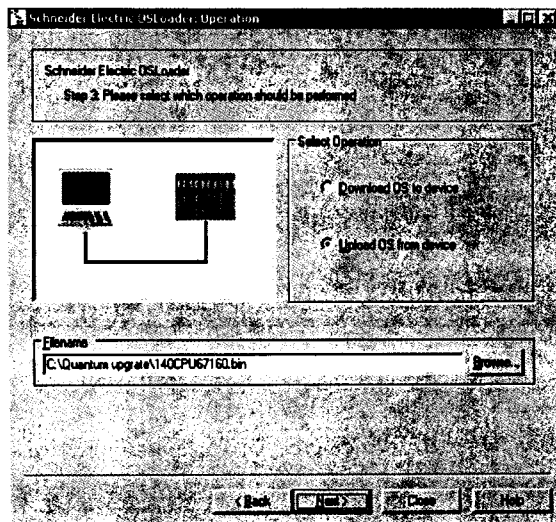 Schneider Electric OSLoader: Operation
Schneider Electric OSLoader
Step 3: Please select which operation should be performed
Select Operation
Download OS to device
Upload OS from device
Filename
C:\Quantum upgrate\140CPU67160.bin
Browse...
< Back
Next >
Close
Help